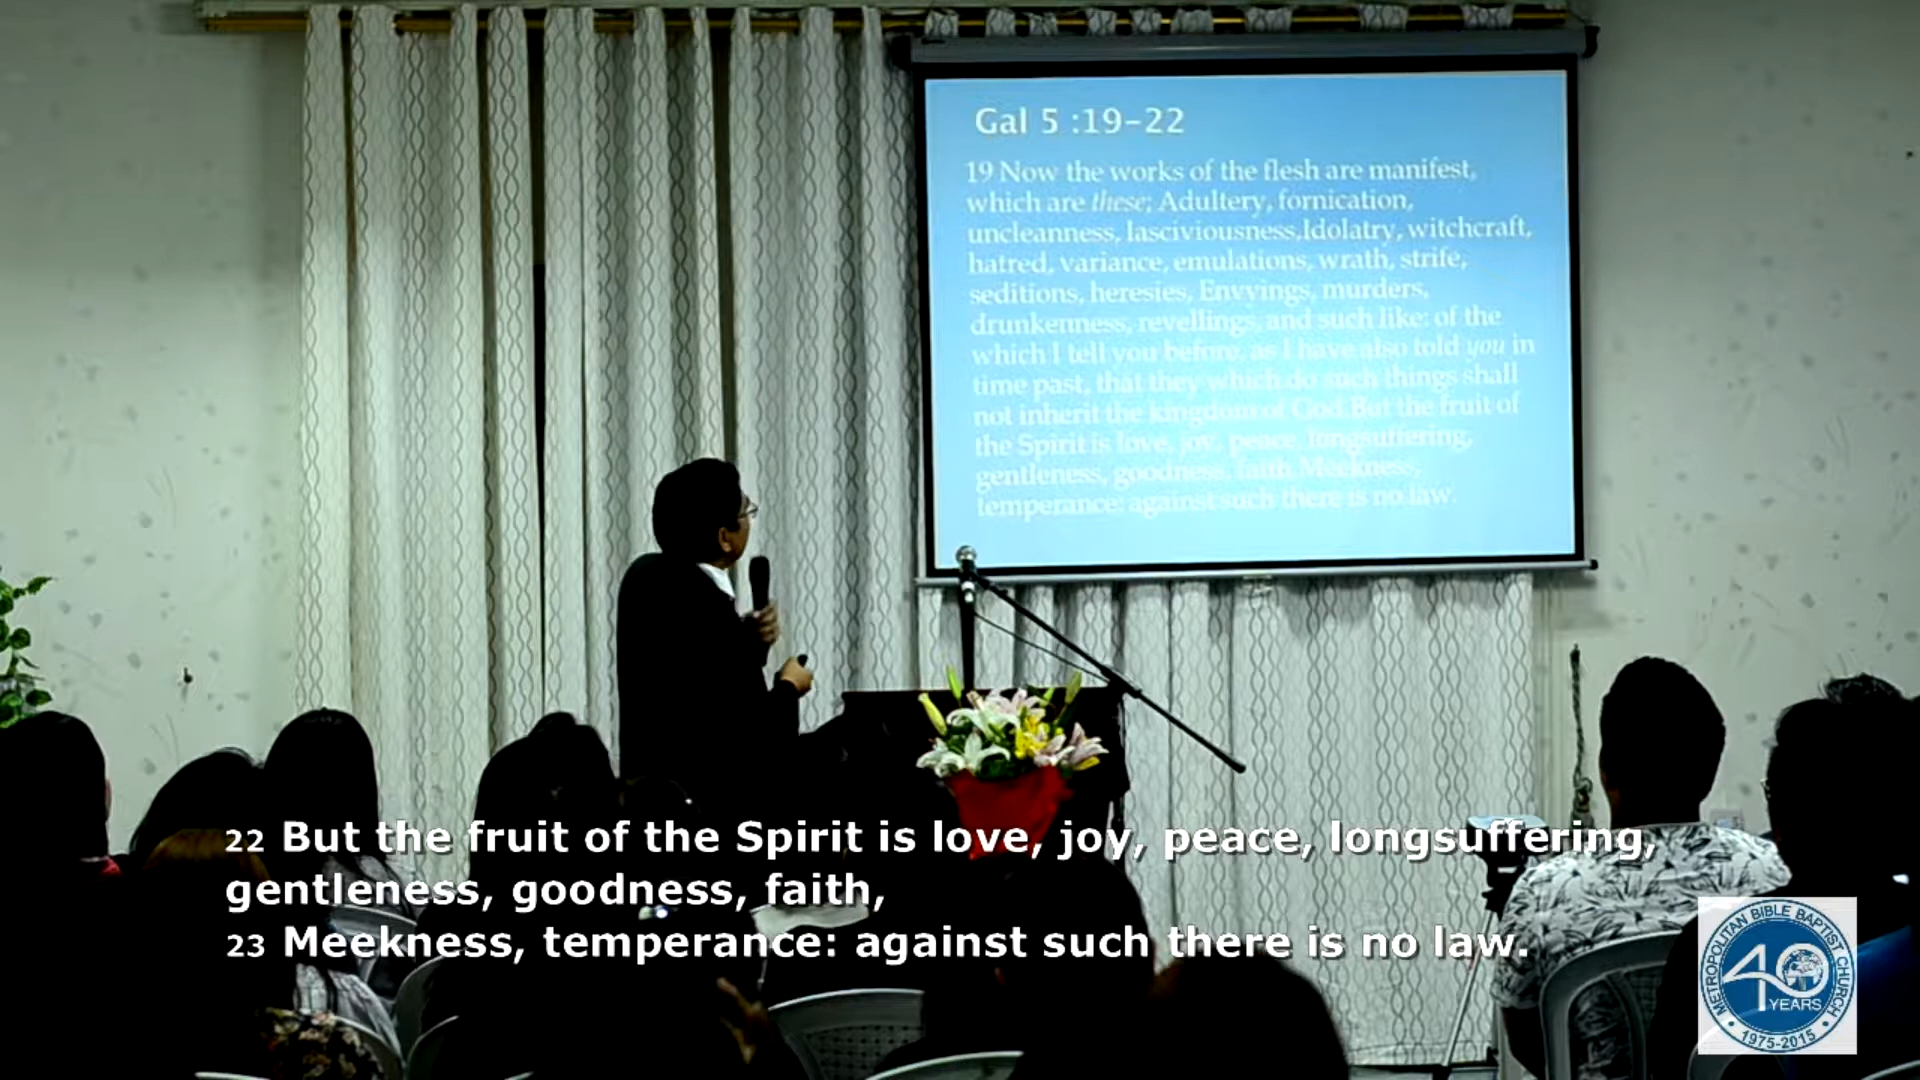 Gal 5 :19-22
19 Now the works of the flesh are manifest,
which are these; Adultery, fornication,
uncleanness, lasciviousness,Idolatry, witchcraft,
hatred, variance, emulations, wrath, strife,
seditions, heresies, Envyings, murders,
drunkenness, revellings, and such like: of the
which I tell you before, as I have also told you in
time past, that they which do such things shall
not inherit the kingdom of God.But the fruit of
the Spirit is love, joy, peace, longsuffering,
gentleness, goodness, faith,Meekness,
temperance: against such there is no law.
22 But the fruit of the Spirit is love, joy, peace, longsuffering,
gentleness, goodness, faith,
23 Meekness, temperance: against such there is no law.
METROPOLITAN BIBLE BAPTIST CHURCH
40
YEARS
• 1975-2015 •